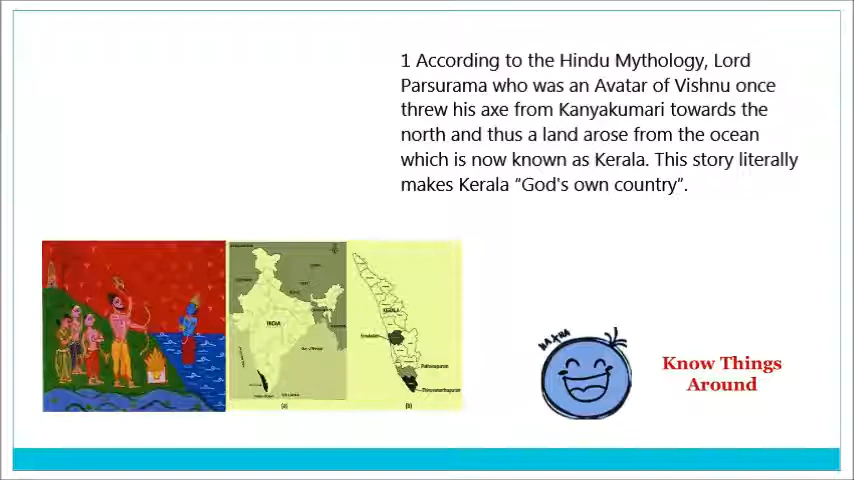 1 According to the Hindu Mythology, Lord
Parsurama who was an Avatar of Vishnu once
threw his axe from Kanyakumari towards the
north and thus a land arose from the ocean
which is now known as Kerala. This story literally
makes Kerala “God's own country”.
INDIA
KERALA
(a)
(b)
HA HA
Know Things
Around